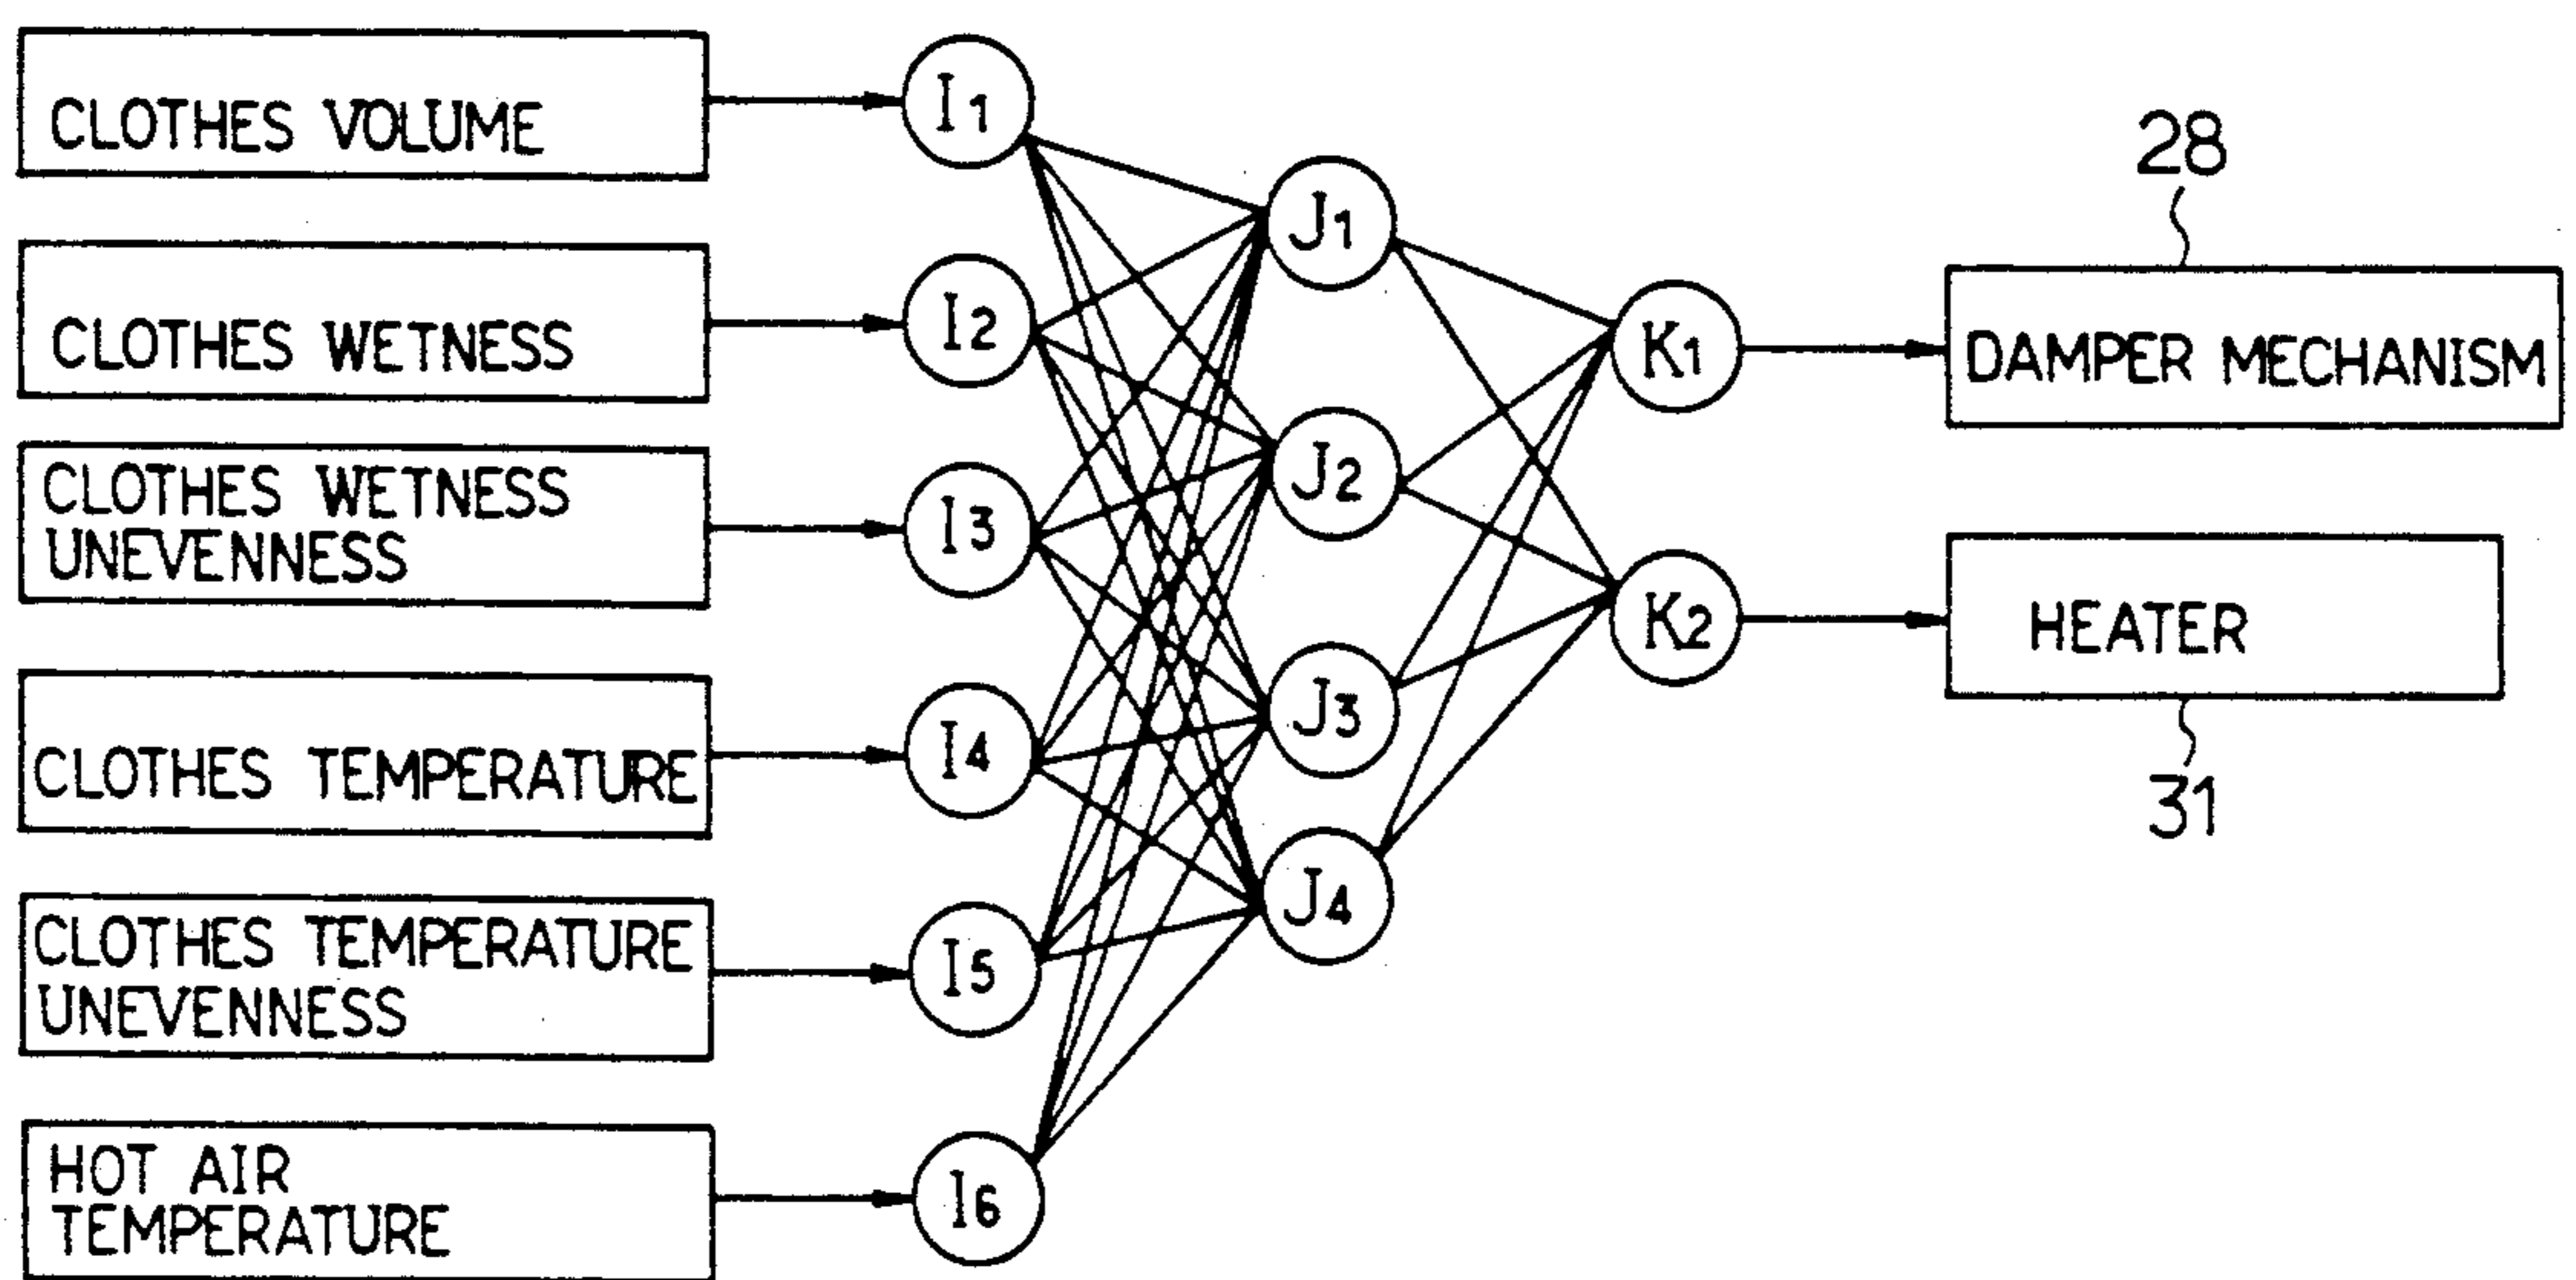 CLOTHES VOLUME
CLOTHES WETNESS
CLOTHES WETNESS
UNEVENNESS
CLOTHES TEMPERATURE
CLOTHES TEMPERATURE
UNEVENNESS
HOT AIR
TEMPERATURE
I1
I2
I3
I4
I5
I6
J1
J2
J3
J4
K1
K2
28
DAMPER MECHANISM
HEATER
31